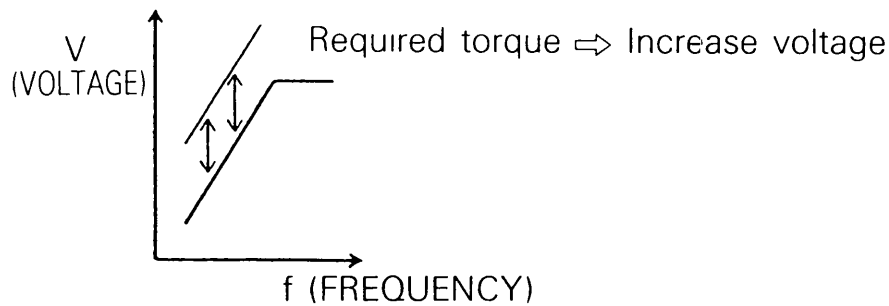 V
(VOLTAGE)
Required torque ⇨ Increase voltage
f (FREQUENCY)